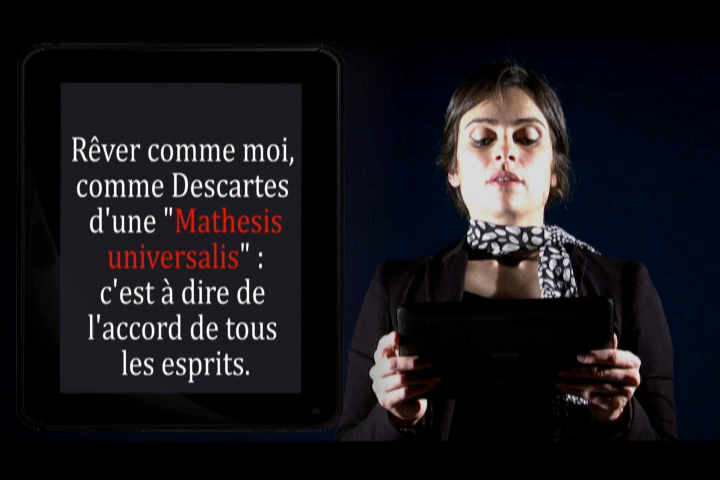 Rêver comme moi,
comme Descartes
d'une "Mathesis
universalis" :
c'est à dire de
l'accord de tous
les esprits.